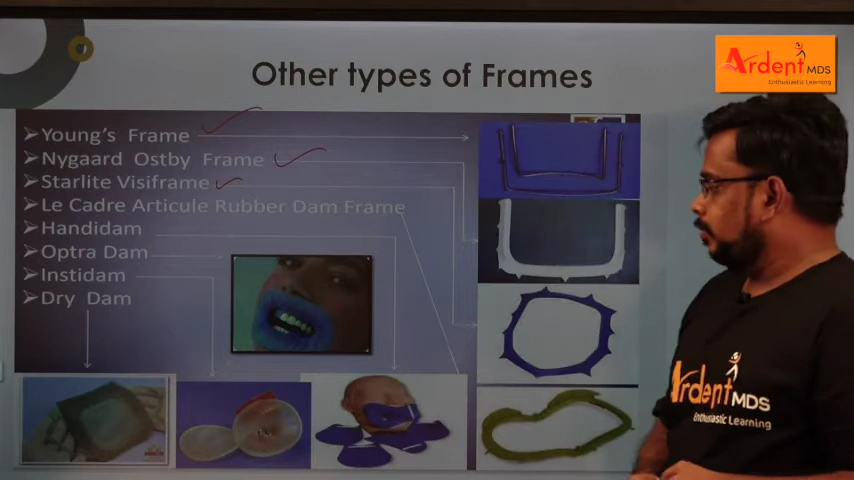 Other types of Frames
Ardent MDS
Enthusiastic Learning
➢Young's Frame
➢Nygaard Ostby Frame
➢Starlite Visiframe
➢Le Cadre Articule Rubber Dam Frame
➢Handidam
➢Optra Dam
➢Instidam
➢Dry Dam
Ardent MDS
Enthusiastic Learning